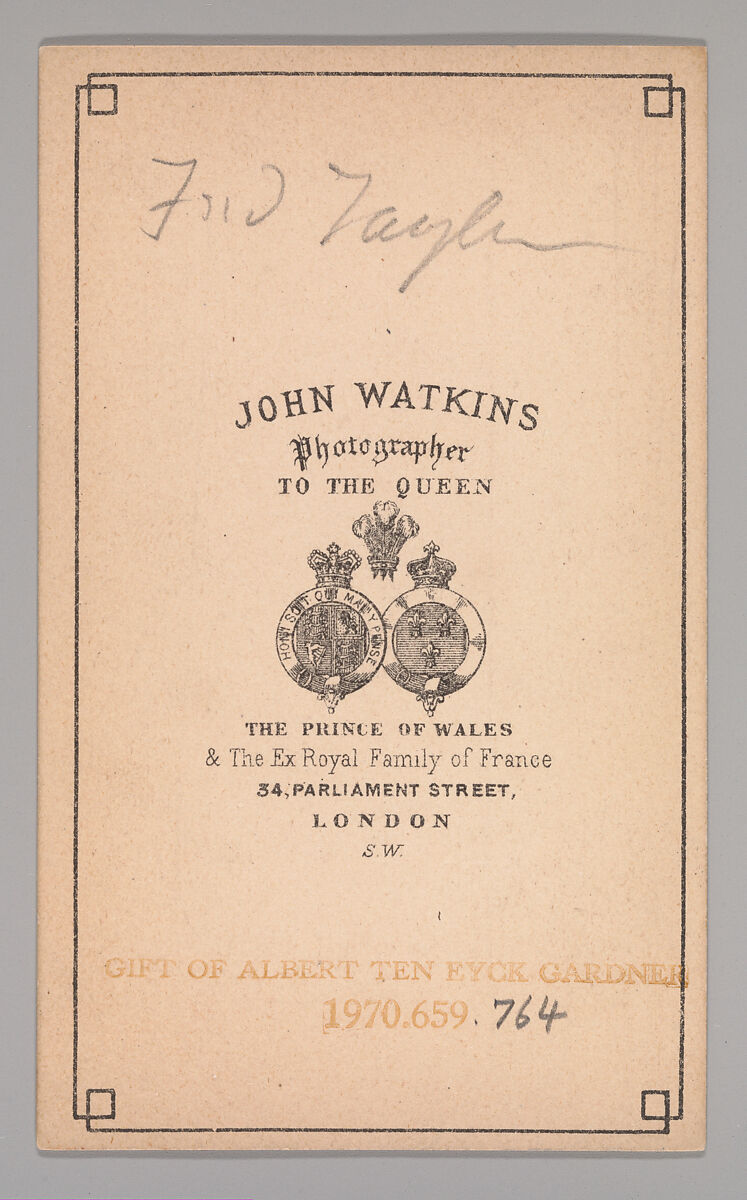 Fred Tayler
JOHN WATKINS
Photographer
TO THE QUEEN
HONI SOIT QUI MAL Y PENSE
THE PRINCE OF WALES
& The Ex Royal Family of France
34, PARLIAMENT STREET,
LONDON
S.W.
GIFT OF ALBERT TEN EYCK GARDNER
1970.659.764